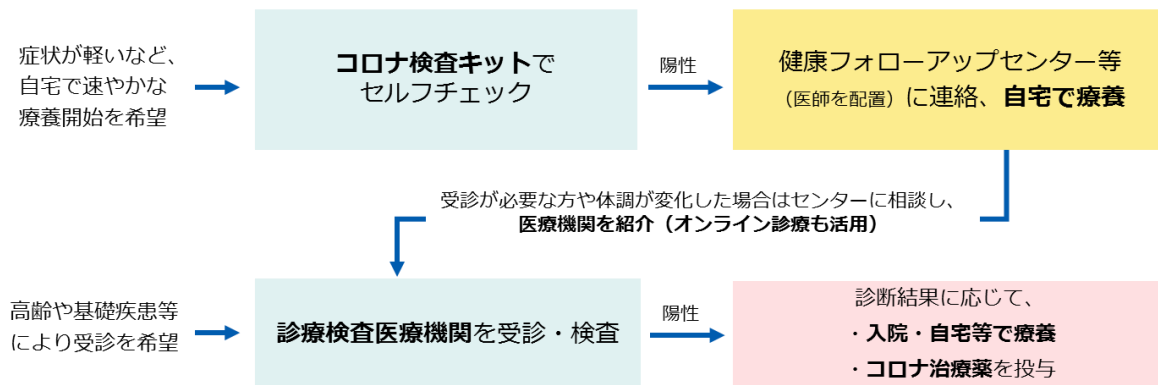 症状が軽いなど、
自宅で速やかな
療養開始を希望
コロナ検査キットで
セルフチェック
陽性
健康フォローアップセンター等
（医師を配置）に連絡、自宅で療養
受診が必要な方や体調が変化した場合はセンターに相談し、
医療機関を紹介（オンライン診療も活用）
高齢や基礎疾患等
により受診を希望
診療検査医療機関を受診・検査
陽性
診断結果に応じて、
・入院・自宅等で療養
・コロナ治療薬を投与